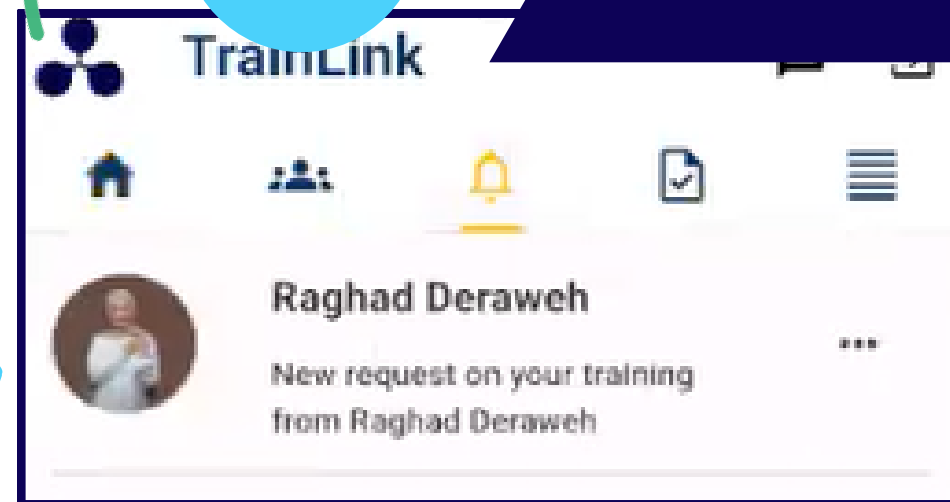 TrainLink
Raghad Deraweh
New request on your training
from Raghad Deraweh